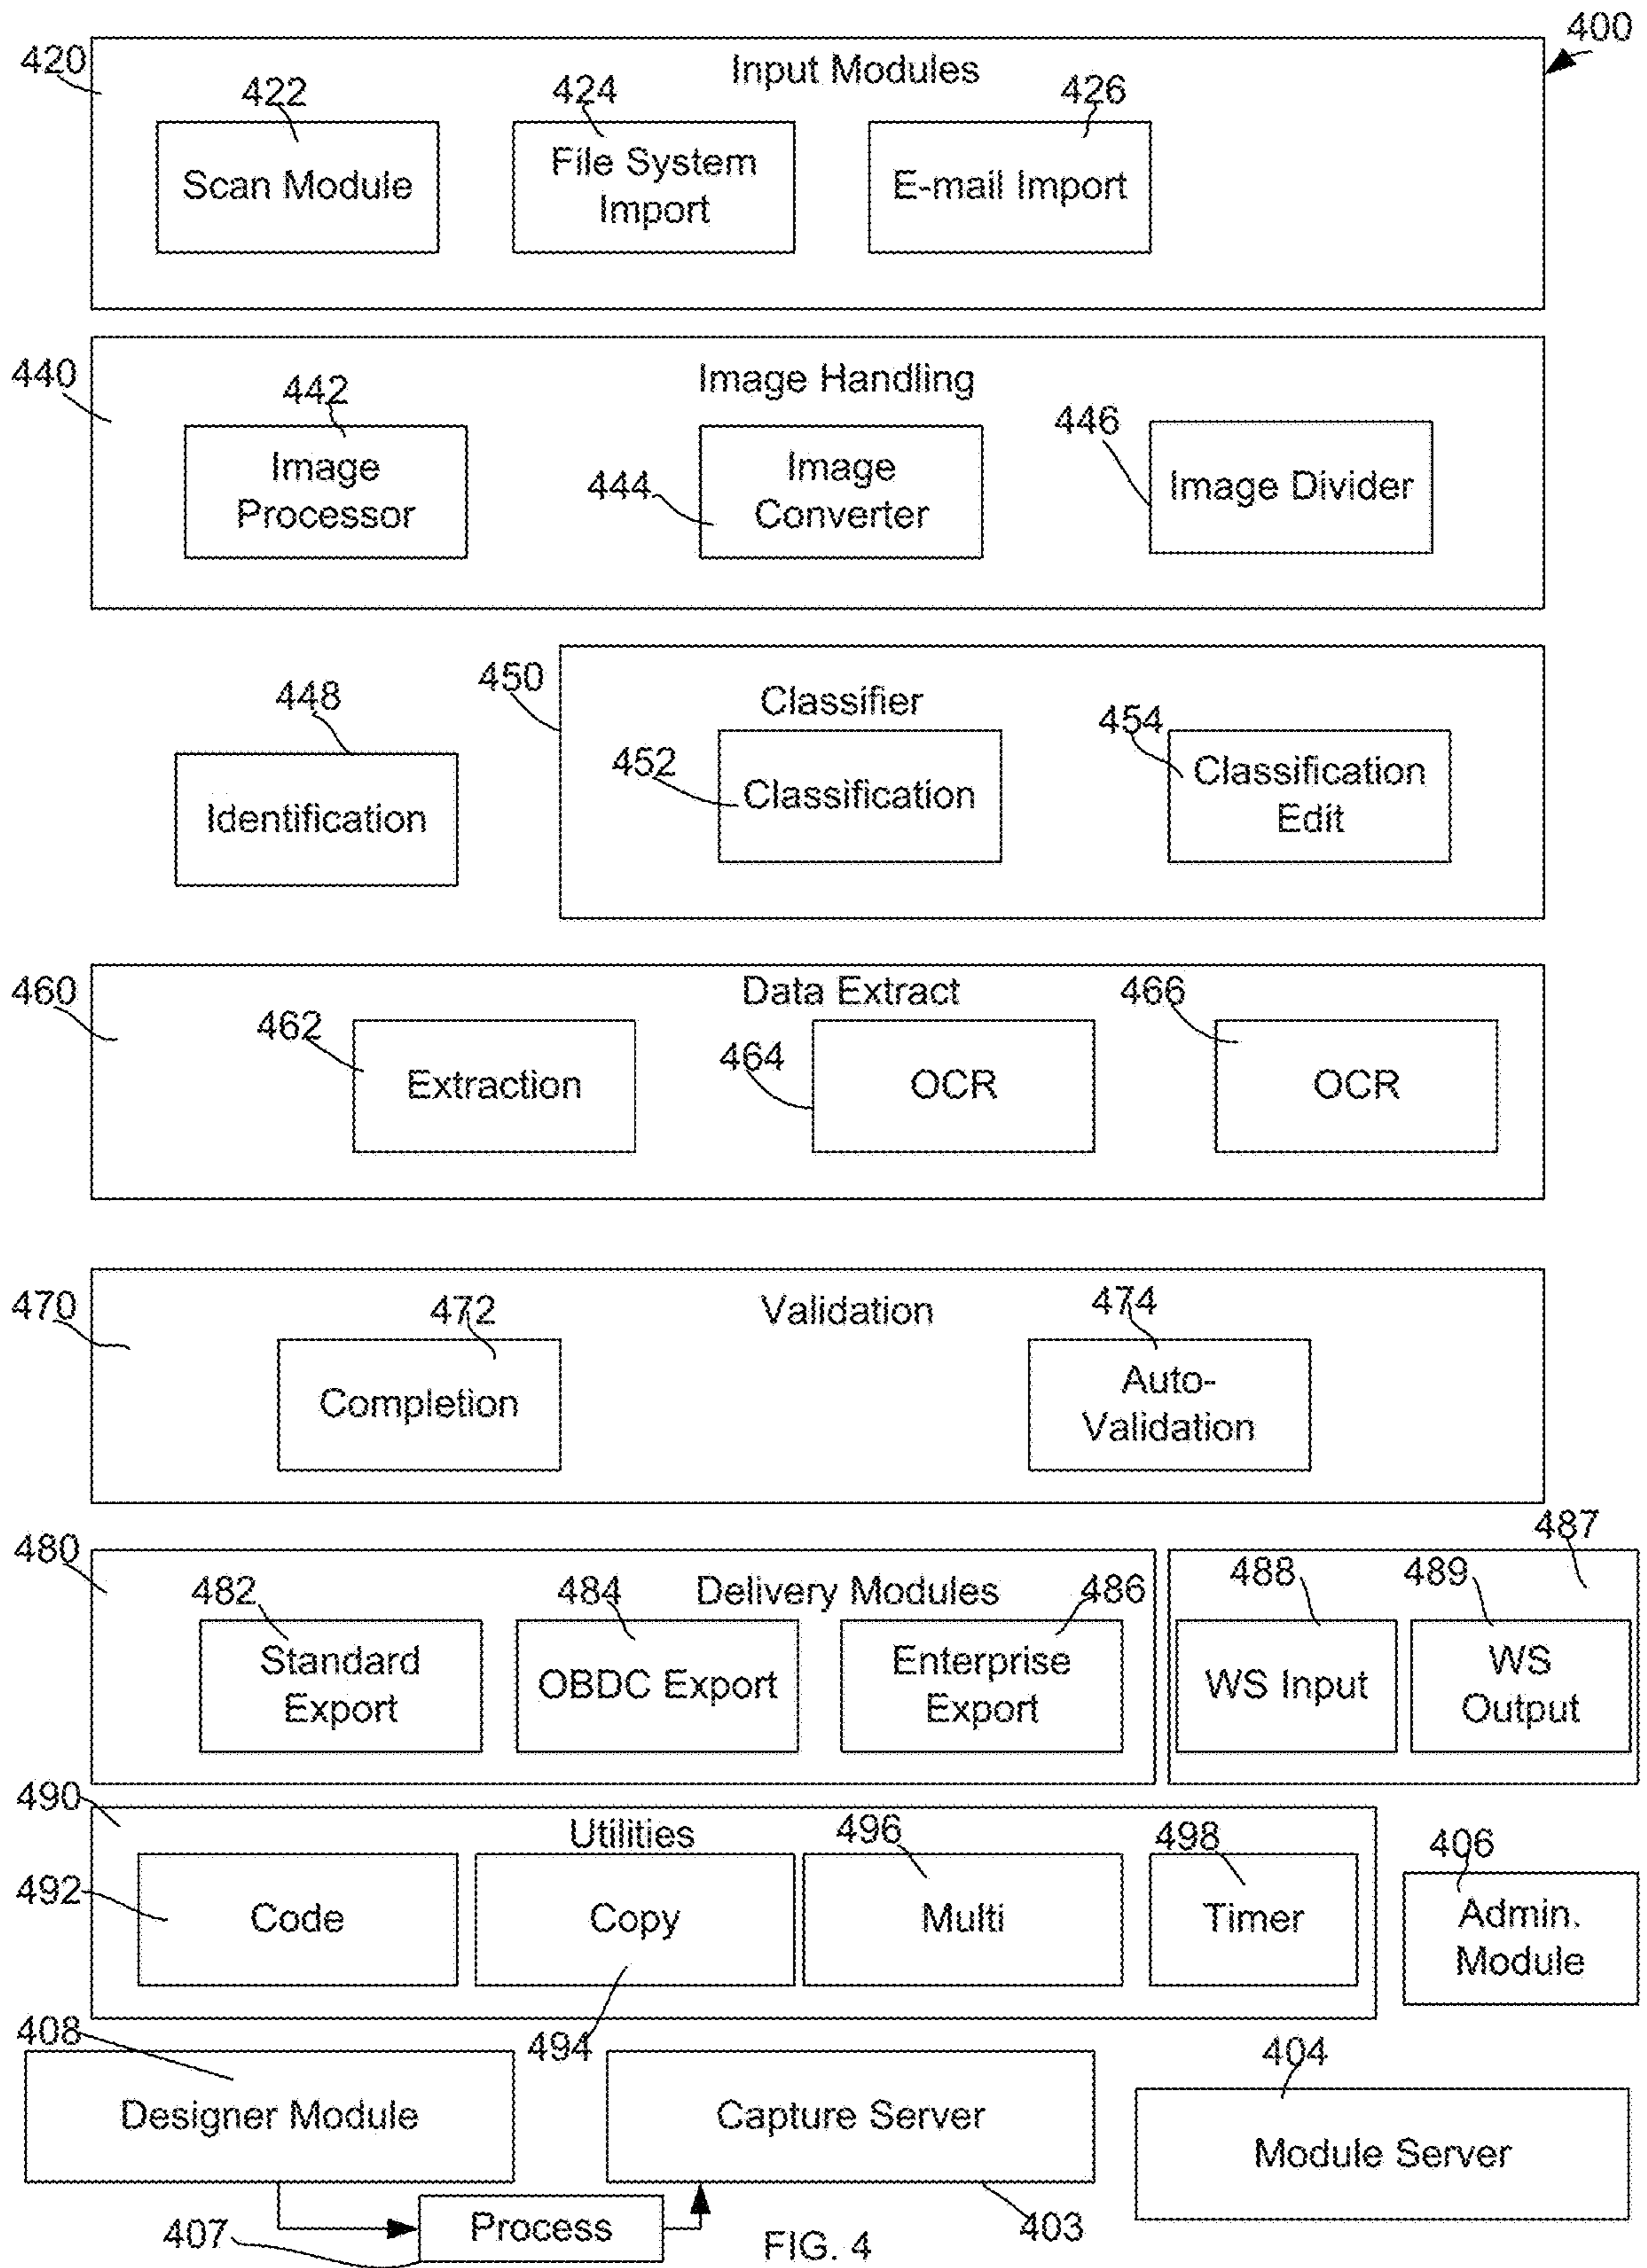 400
420
Input Modules
422
424
426
Scan Module
File System
Import
E-mail Import
440
Image Handling
442
444
446
Image
Processor
Image
Converter
Image Divider
448
Identification
450
Classifier
452
454
Classification
Classification
Edit
460
Data Extract
462
464
466
Extraction
OCR
OCR
470
Validation
472
474
Completion
Auto-
Validation
480
Delivery Modules
482
484
486
Standard
Export
OBDC Export
Enterprise
Export
487
488
489
WS Input
WS
Output
490
Utilities
492
496
498
Code
Copy
Multi
Timer
494
406
Admin.
Module
408
Designer Module
Capture Server
404
Module Server
407
Process
403
FIG. 4